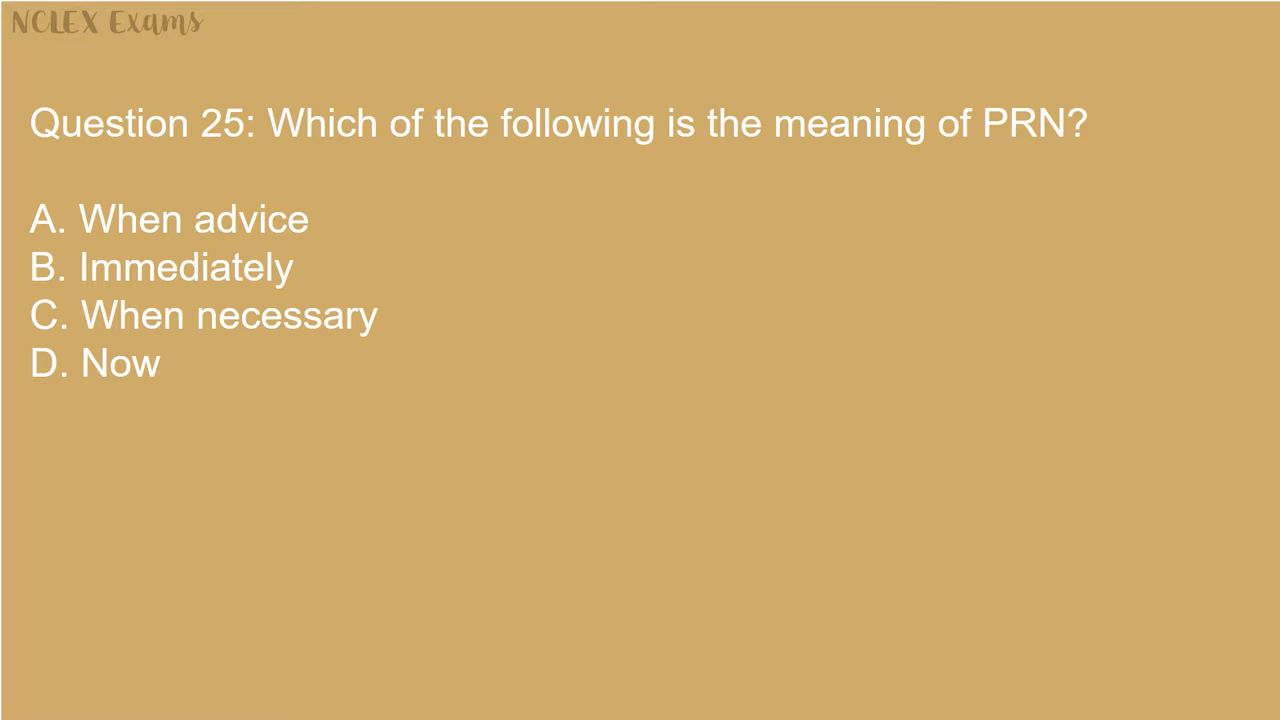 NCLEX Exams
Question 25: Which of the following is the meaning of PRN?
A. When advice
B. Immediately
C. When necessary
D. Now